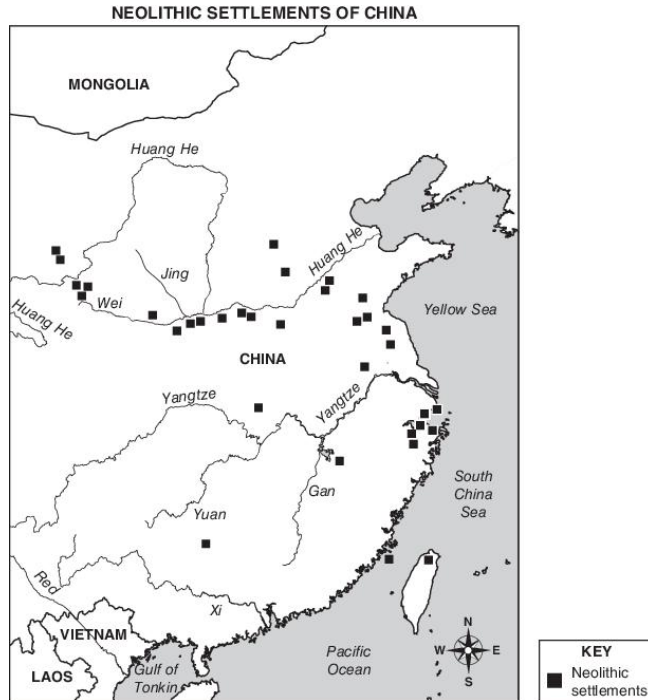 NEOLITHIC SETTLEMENTS OF CHINA
MONGOLIA
Huang He
Huang He
Jing
Wei
Huang He
Yellow Sea
CHINA
Yangtze
Yangtze
South
China
Sea
Gan
Yuan
Red
Xi
VIETNAM
LAOS
Gulf of
Tonkin
Pacific
Ocean
N
W
E
S
KEY
Neolithic
settlements